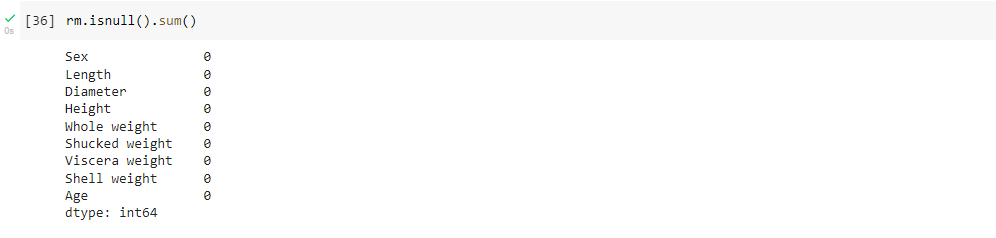 [36] rm.isnull().sum()
0s
Sex 0
Length 0
Diameter 0
Height 0
Whole weight 0
Shucked weight 0
Viscera weight 0
Shell weight 0
Age 0
dtype: int64